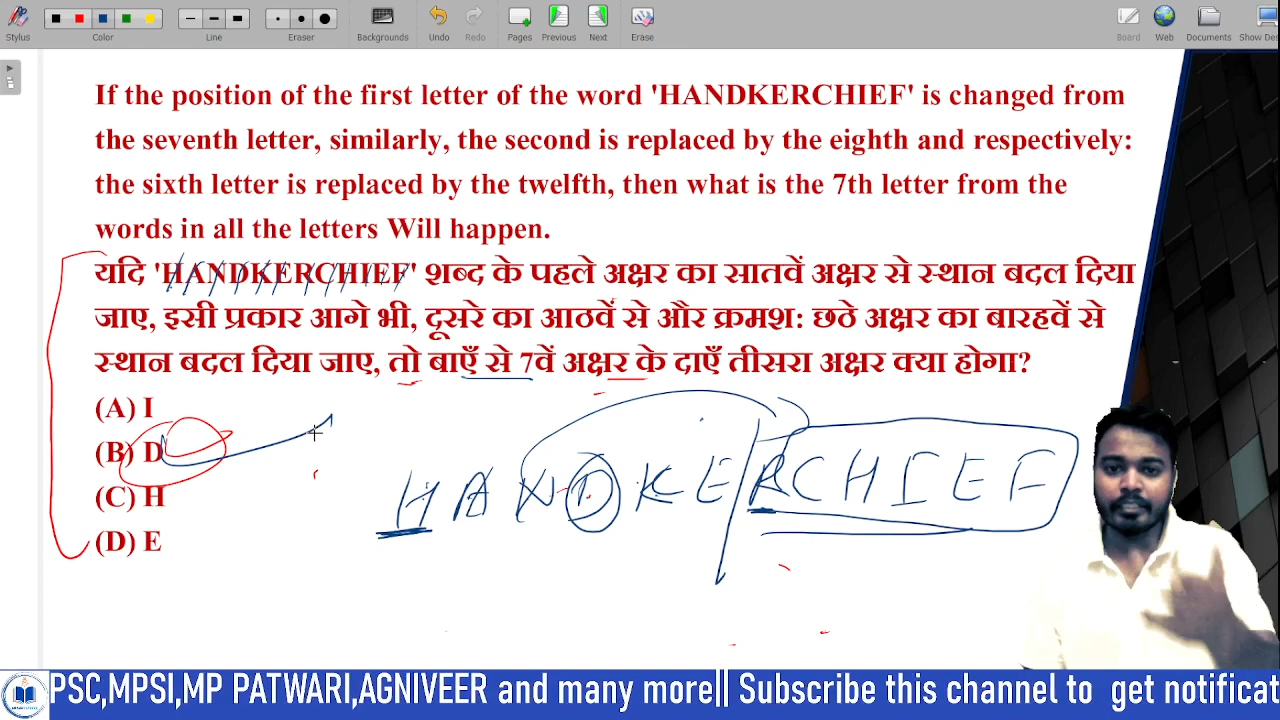 Stylus
Color
Line
Eraser
Backgrounds
Undo
Redo
Pages
Previous
Next
Erase
Board
Web
Documents
Show Des
If the position of the first letter of the word 'HANDKERCHIEF' is changed from
the seventh letter, similarly, the second is replaced by the eighth and respectively:
the sixth letter is replaced by the twelfth, then what is the 7th letter from the
words in all the letters Will happen.
यदि 'HANDKERCHIEF' शब्द के पहले अक्षर का सातवें अक्षर से स्थान बदल दिया
जाए, इसी प्रकार आगे भी, दूसरे का आठवें से और क्रमश: छठे अक्षर का बारहवें से
स्थान बदल दिया जाए, तो बाएँ से 7वें अक्षर के दाएँ तीसरा अक्षर क्या होगा?
(A) I
(B) D
(C) H
(D) E
H A N D K E R C H I E F
PSC,MPSI,MP PATWARI,AGNIVEER and many more|| Subscribe this channel to get notificat